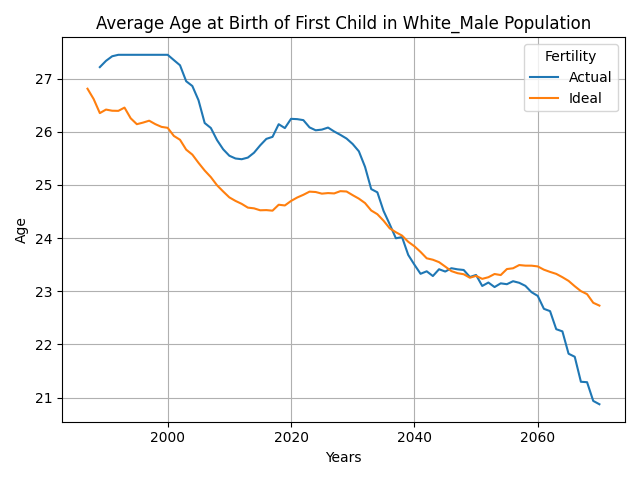 Average Age at Birth of First Child in White_Male Population
Fertility
Actual
Ideal
27
26
25
24
23
22
21
Age
2000
2020
2040
2060
Years